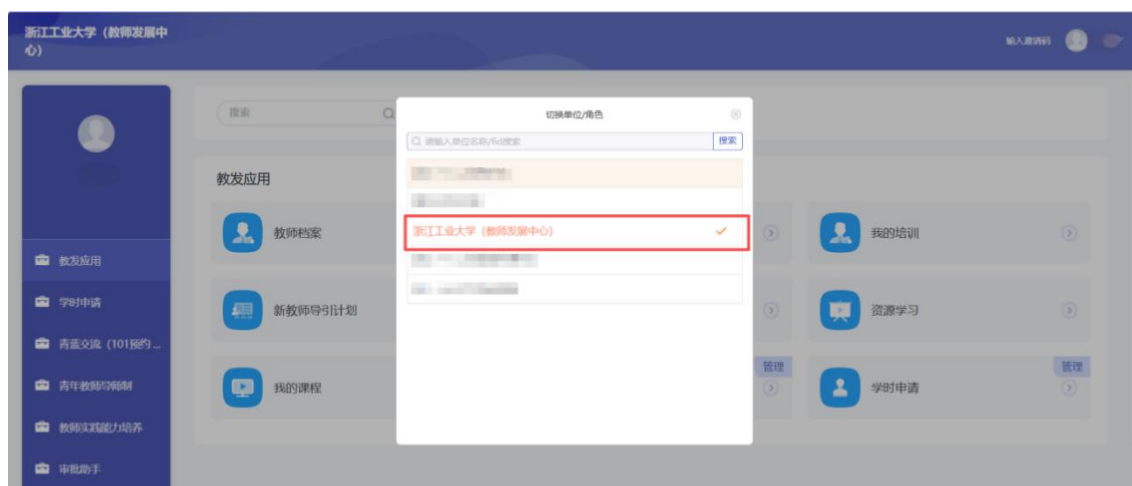 浙江工业大学（教师发展中
心）
输入邀请码
搜索
切换单位/角色
请输入单位名称/fid搜索
搜索
教发应用
浙江工业大学（教师发展中心）
教师档案
我的培训
教发应用
学时申请
新教师导引计划
资源学习
青蓝交流（101预约 ...
管理
管理
青年教师导师制
我的课程
学时申请
教师实践能力培养
审批助手